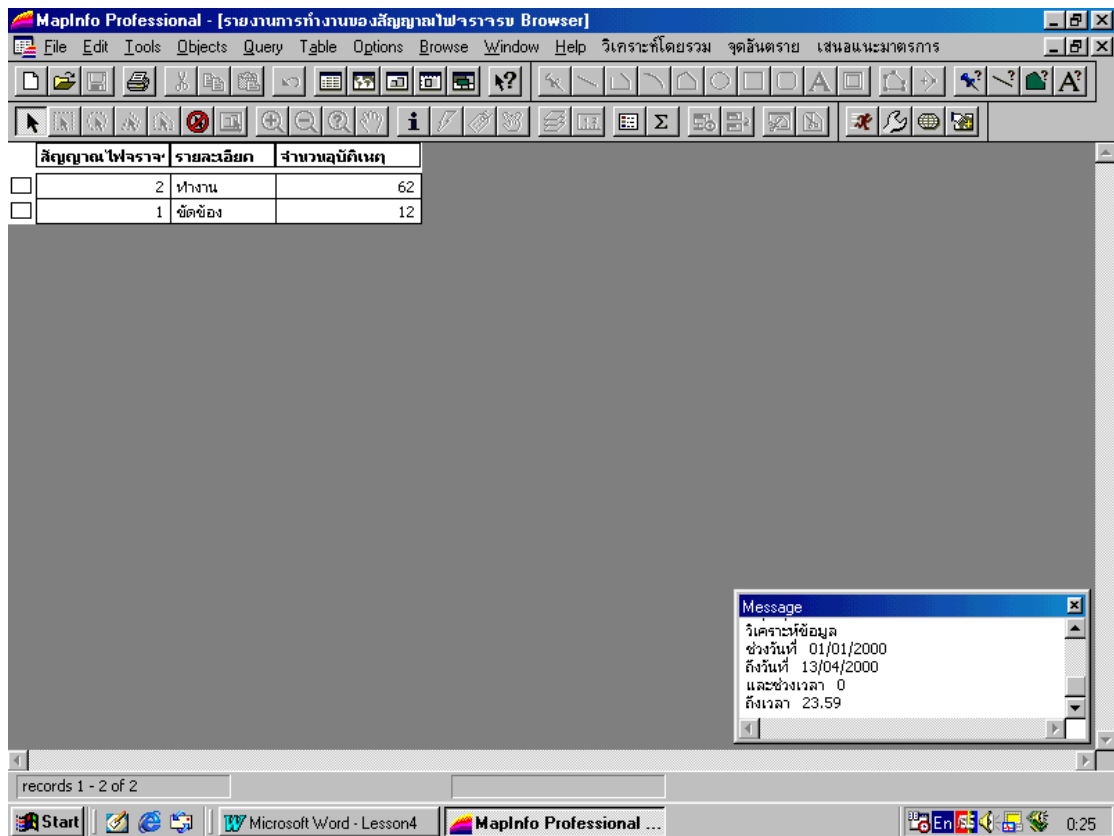 MapInfo Professional - [รายงานการทำงานของสัญญาณไฟจราจรบ Browser]
File Edit Tools Objects Query Table Options Browse Window Help วิเคราะห์โดยรวม จุดอันตราย เสนอแนะมาตรการ
สัญญาณไฟจราจ รายละเอียด จำนวนอุบัติเหตุ
2 ทำงาน 62
1 ขัดข้อง 12
Message
วิเคราะห์ข้อมูล
ช่วงวันที่ 01/01/2000
ถึงวันที่ 13/04/2000
และช่วงเวลา 0
ถึงเวลา 23.59
records 1 - 2 of 2
Start Microsoft Word - Lesson4 MapInfo Professional ... En 0:25